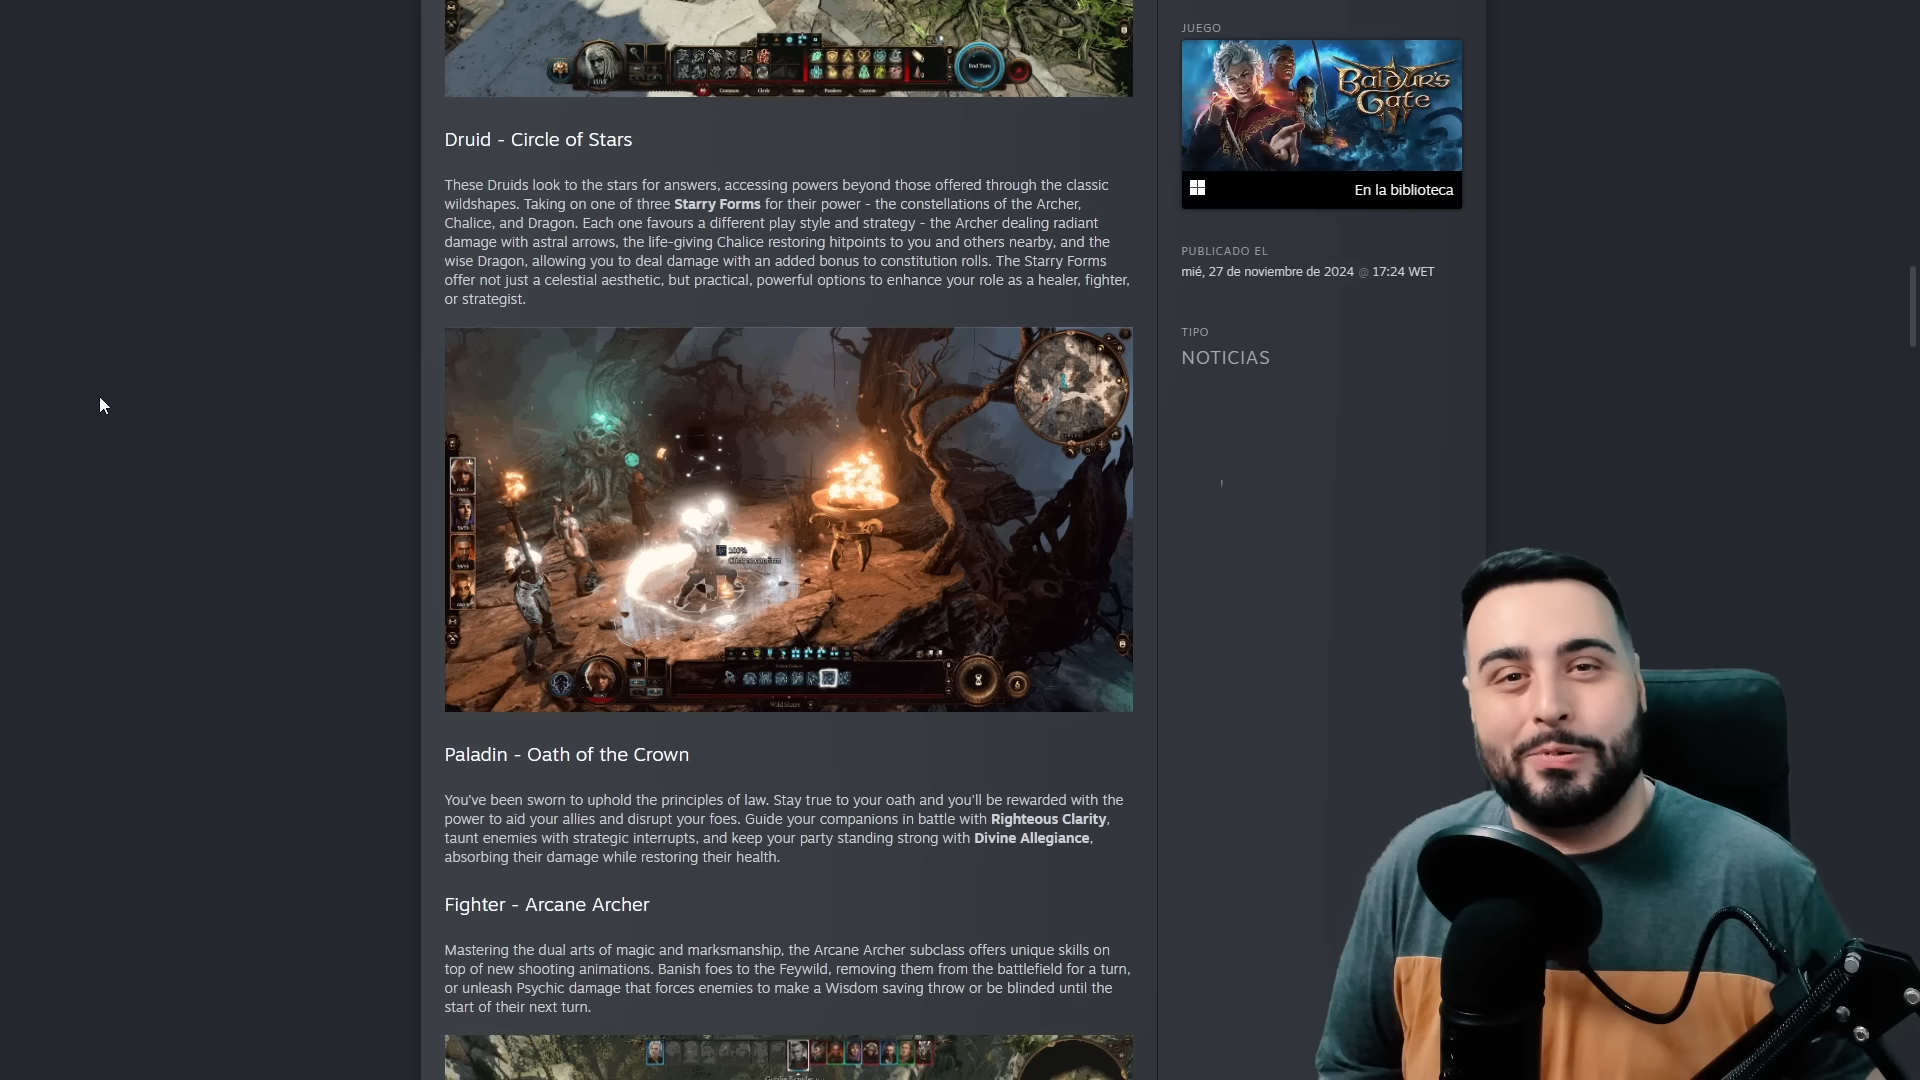 End Turn
Common
Cleric
Items
Passives
Custom
Druid - Circle of Stars
These Druids look to the stars for answers, accessing powers beyond those offered through the classic
wildshapes. Taking on one of three Starry Forms for their power - the constellations of the Archer,
Chalice, and Dragon. Each one favours a different play style and strategy - the Archer dealing radiant
damage with astral arrows, the life-giving Chalice restoring hitpoints to you and others nearby, and the
wise Dragon, allowing you to deal damage with an added bonus to constitution rolls. The Starry Forms
offer not just a celestial aesthetic, but practical, powerful options to enhance your role as a healer, fighter,
or strategist.
100%
Wild Shape
Paladin - Oath of the Crown
You've been sworn to uphold the principles of law. Stay true to your oath and you'll be rewarded with the
power to aid your allies and disrupt your foes. Guide your companions in battle with Righteous Clarity,
taunt enemies with strategic interrupts, and keep your party standing strong with Divine Allegiance,
absorbing their damage while restoring their health.
Fighter - Arcane Archer
Mastering the dual arts of magic and marksmanship, the Arcane Archer subclass offers unique skills on
top of new shooting animations. Banish foes to the Feywild, removing them from the battlefield for a turn,
or unleash Psychic damage that forces enemies to make a Wisdom saving throw or be blinded until the
start of their next turn.
JUEGO
Baldur's
Gate
III
En la biblioteca
PUBLICADO EL
mié, 27 de noviembre de 2024 @ 17:24 WET
TIPO
NOTICIAS